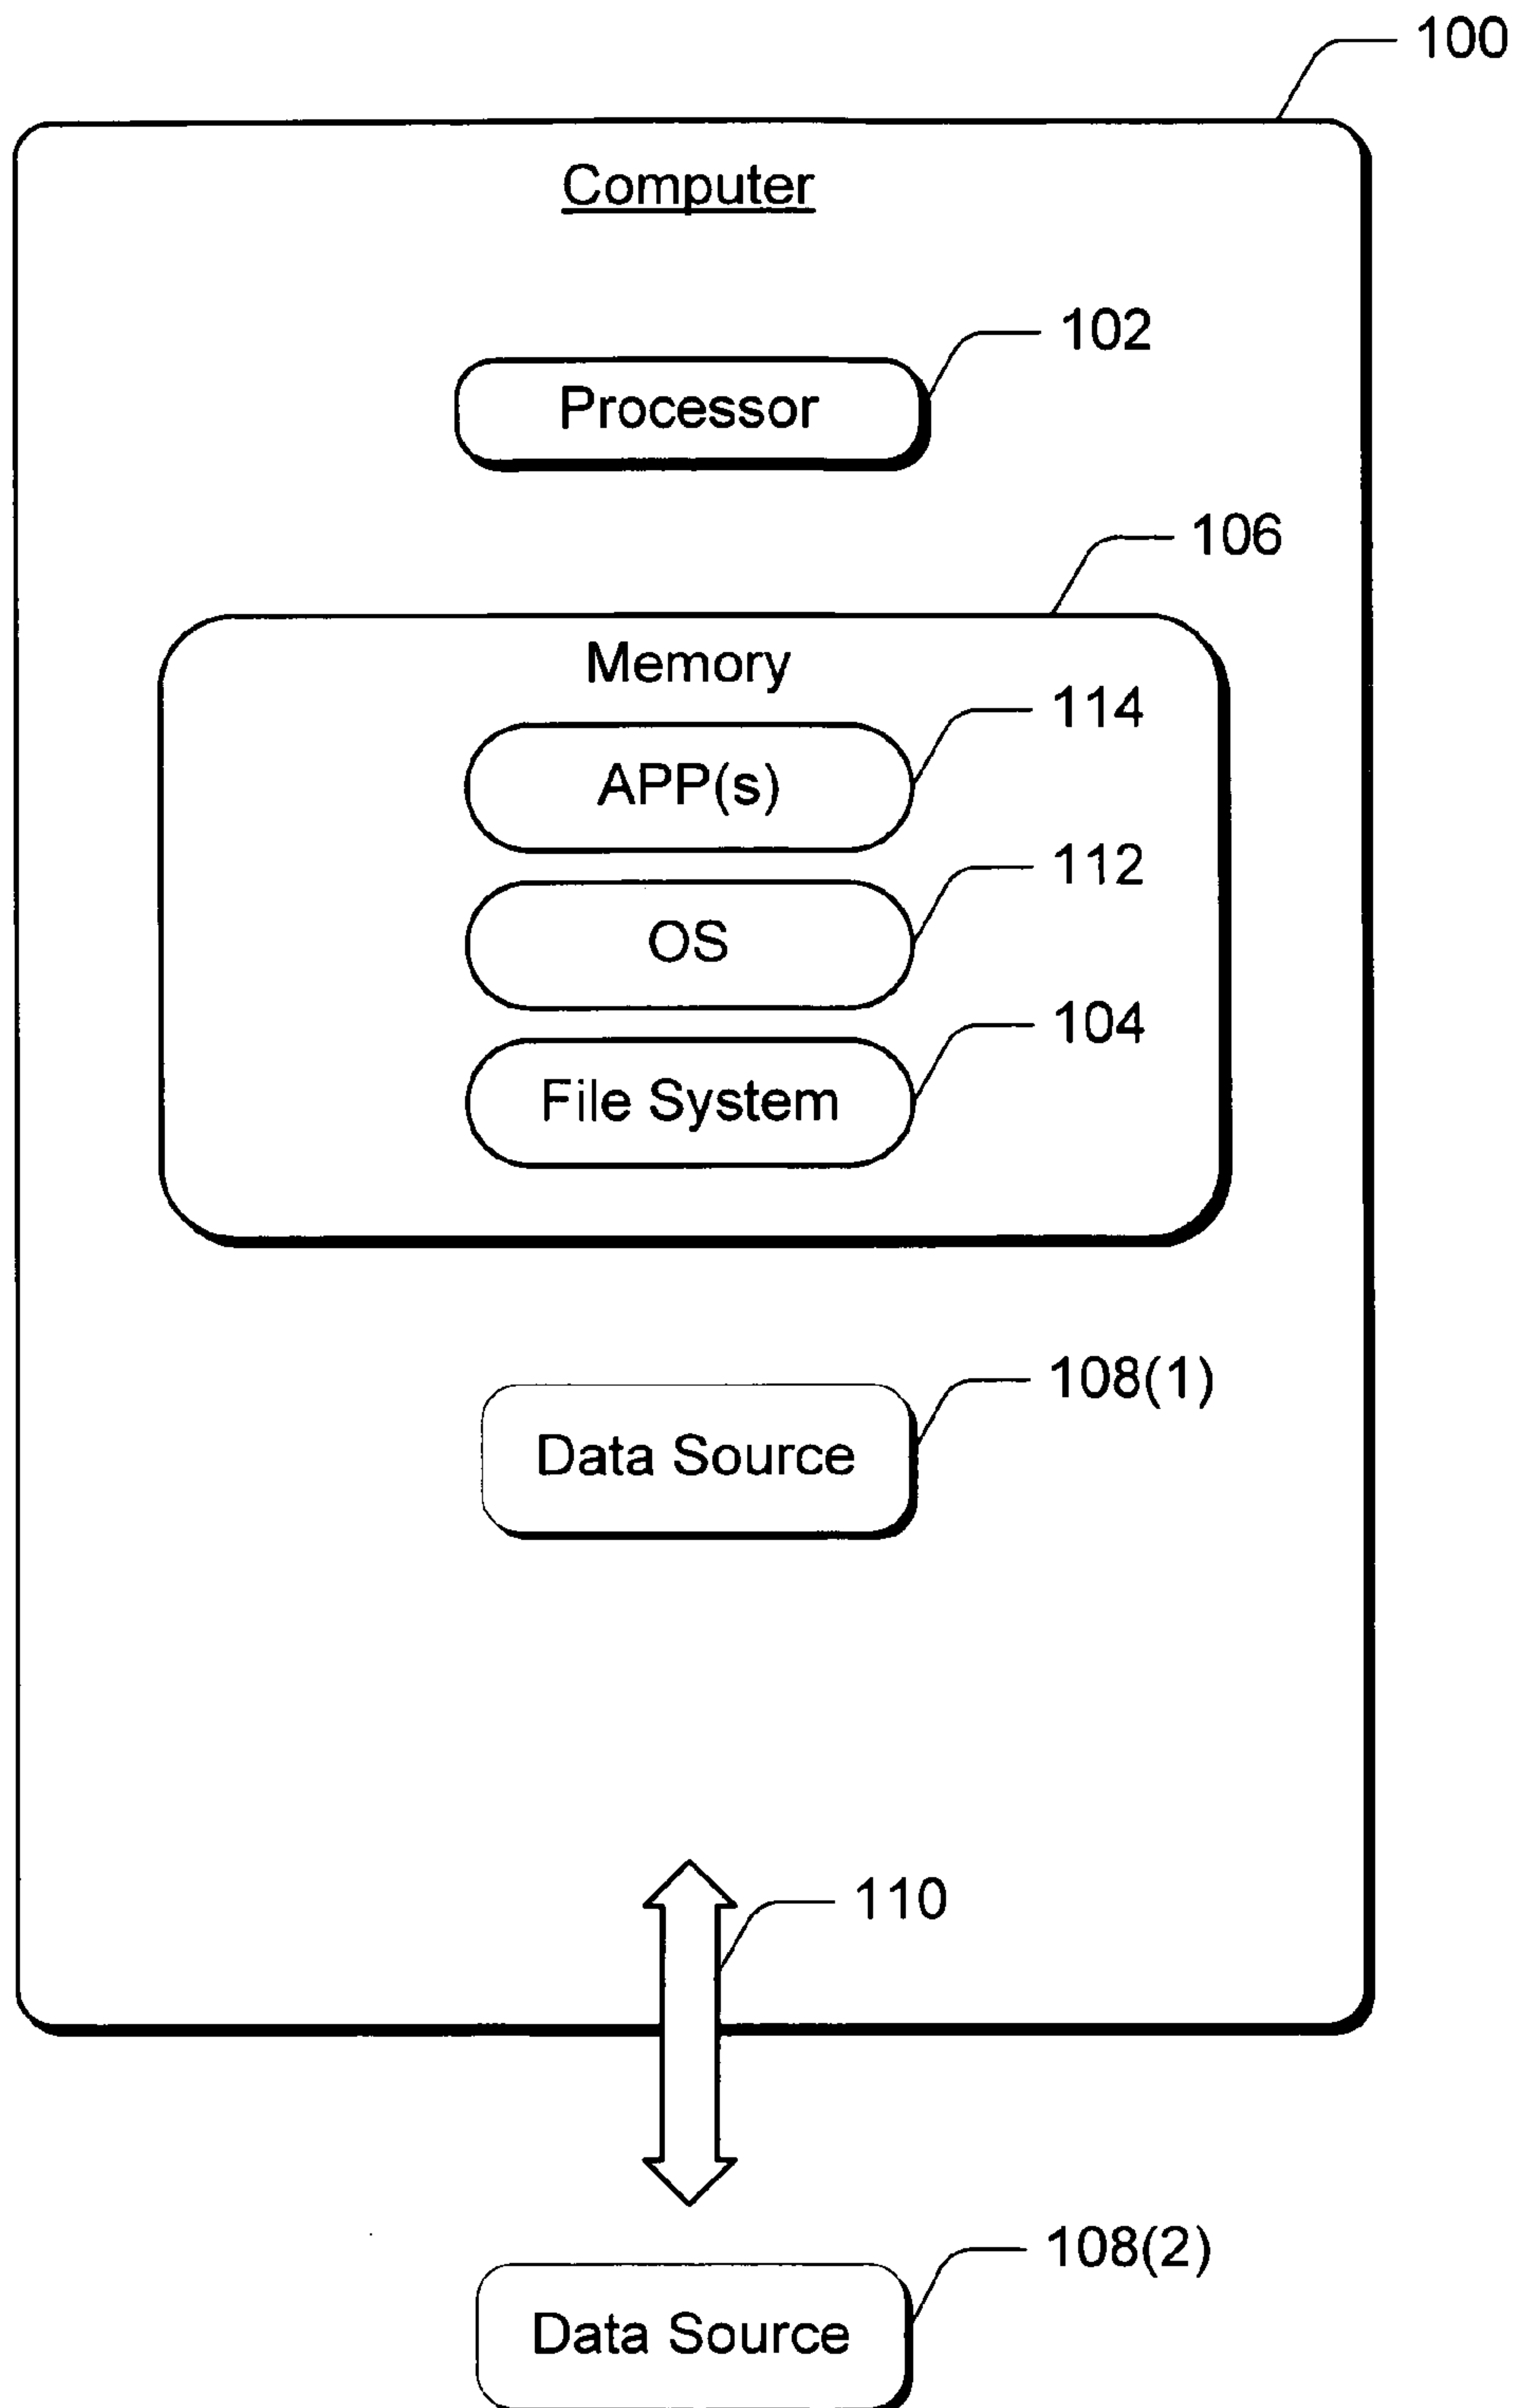 100
Computer
102
Processor
106
Memory
114
APP(s)
112
OS
104
File System
108(1)
Data Source
110
108(2)
Data Source